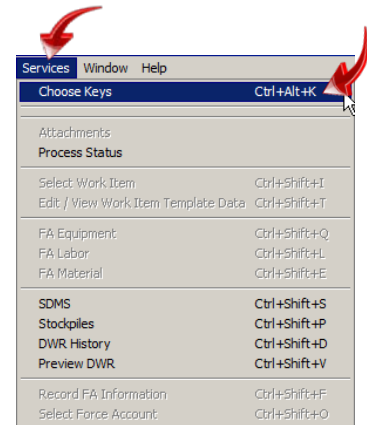 Services Window Help
Choose Keys Ctrl+Alt+K
Attachments
Process Status
Select Work Item Ctrl+Shift+I
Edit / View Work Item Template Data Ctrl+Shift+T
FA Equipment Ctrl+Shift+Q
FA Labor Ctrl+Shift+L
FA Material Ctrl+Shift+E
SDMS Ctrl+Shift+S
Stockpiles Ctrl+Shift+P
DWR History Ctrl+Shift+D
Preview DWR Ctrl+Shift+V
Record FA Information Ctrl+Shift+F
Select Force Account Ctrl+Shift+O